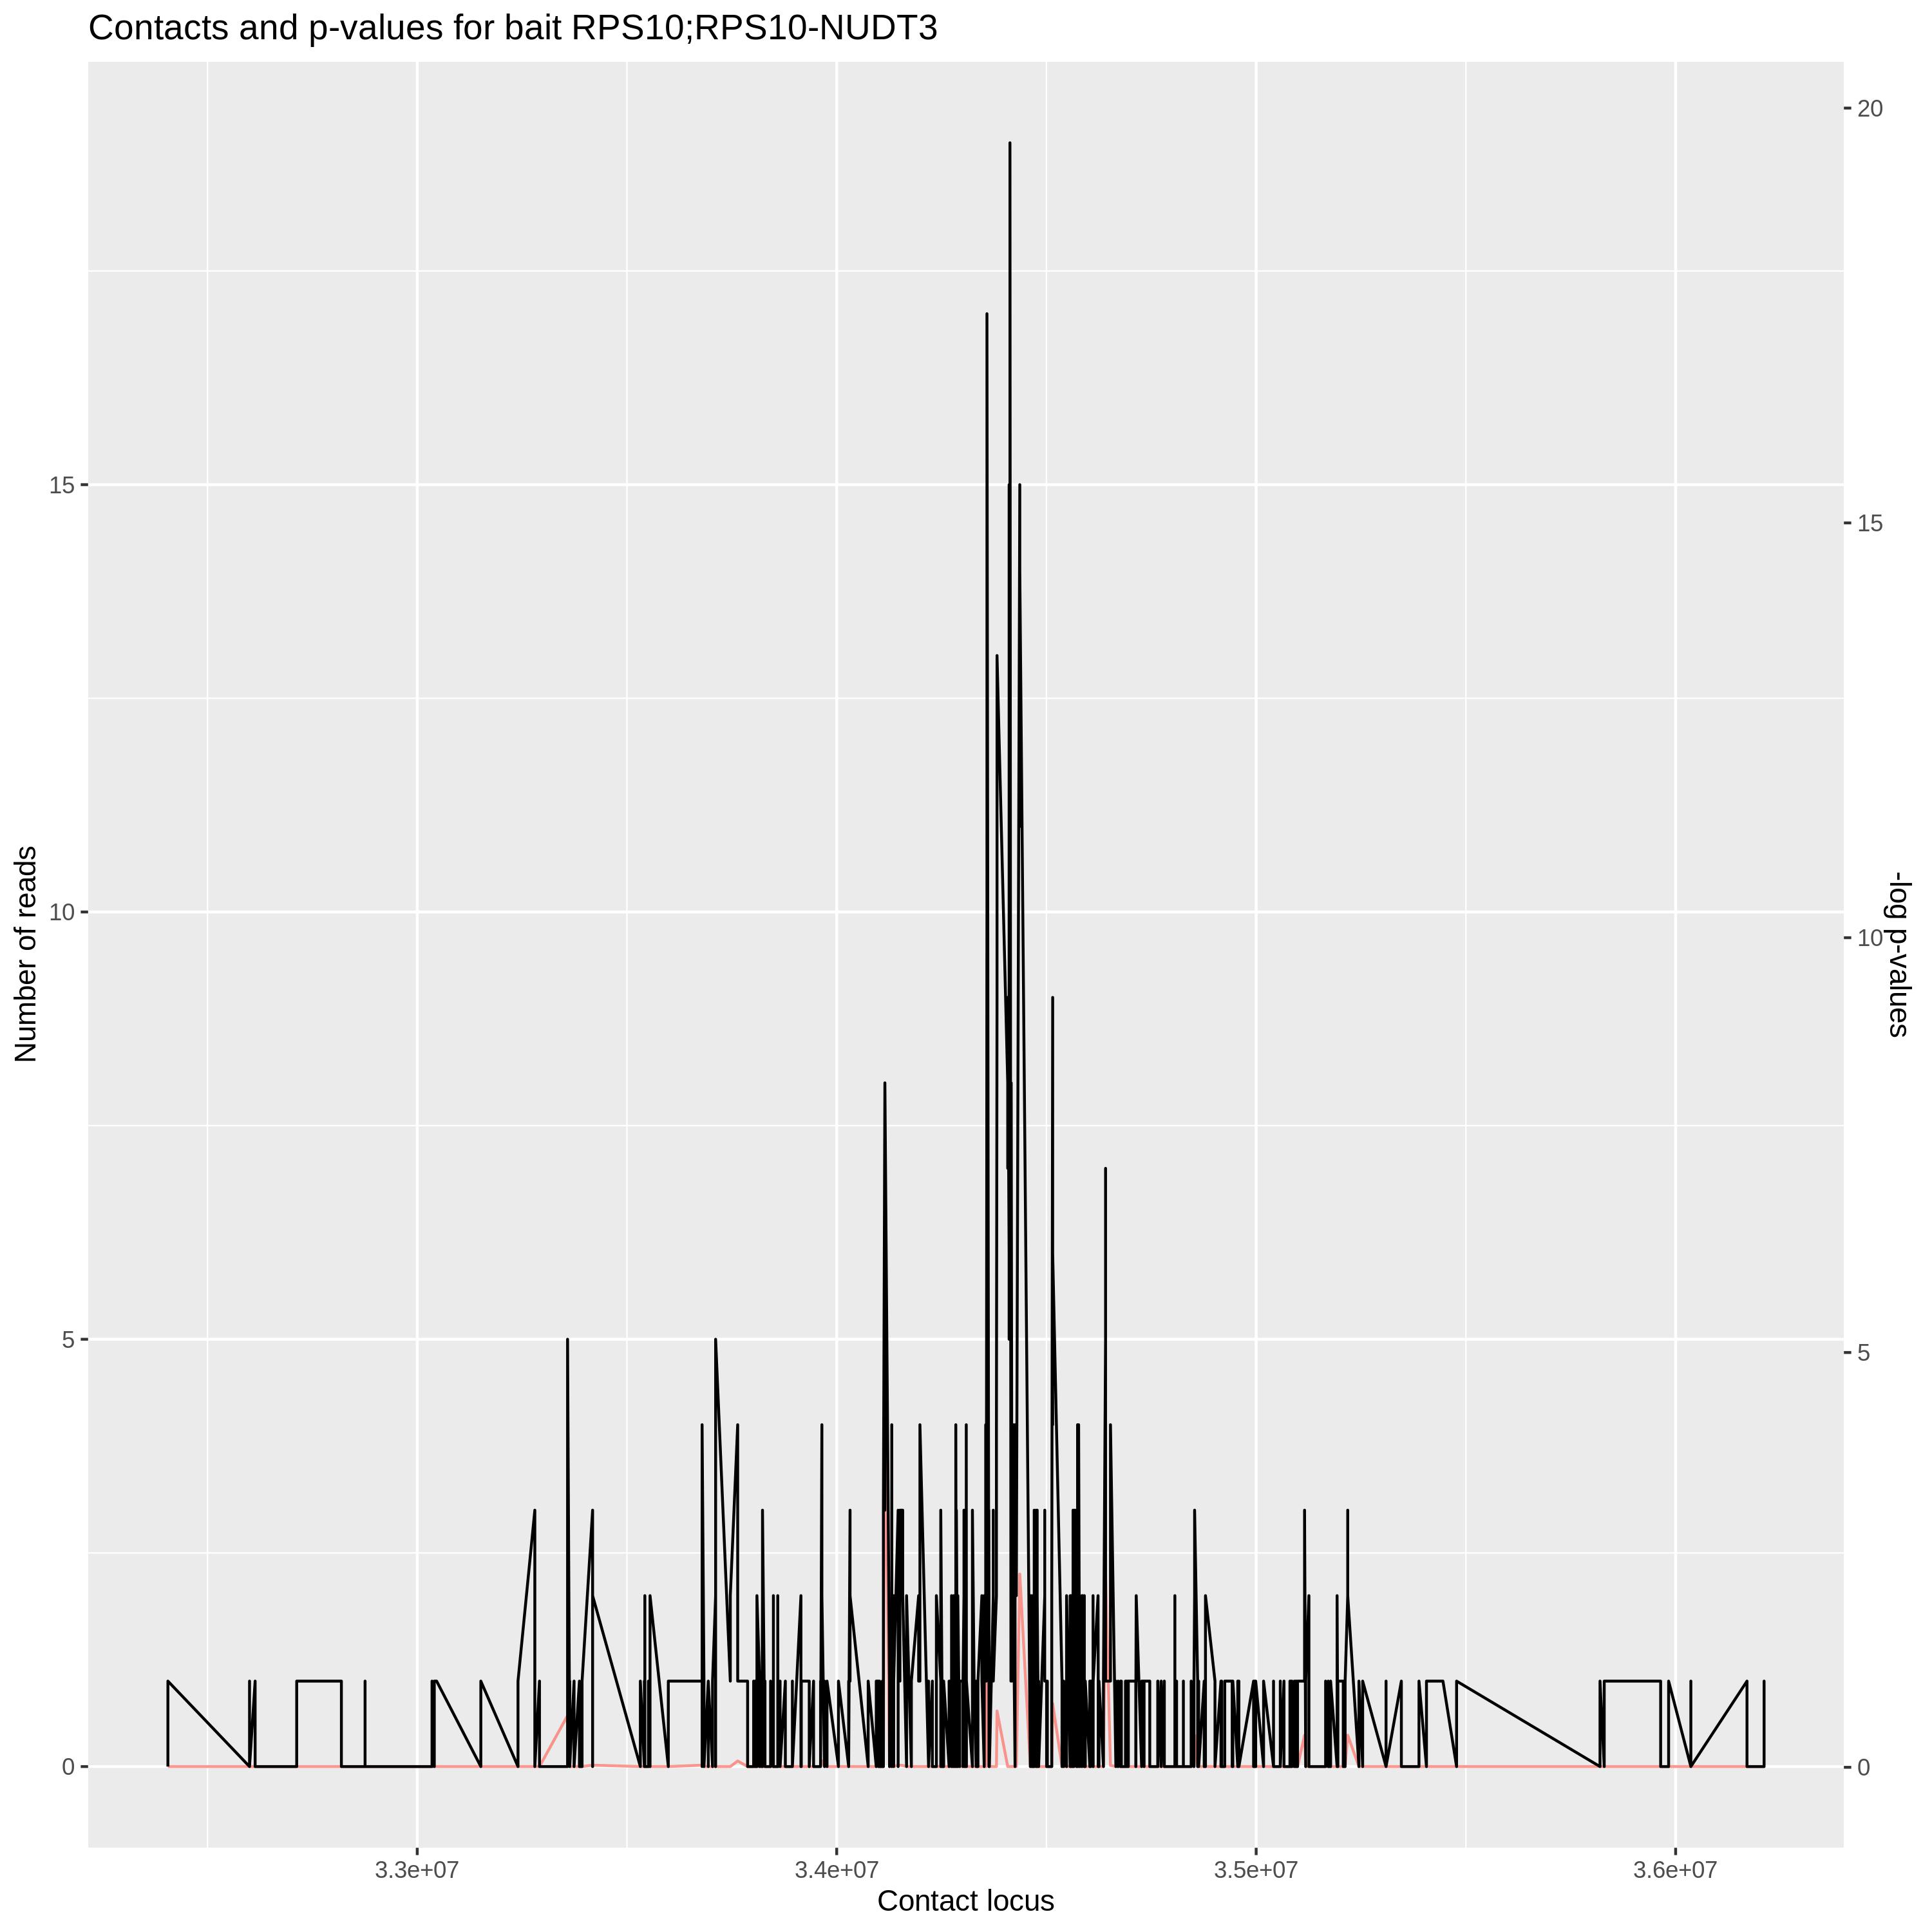 Contacts and p-values for bait RPS10;RPS10-NUDT3
20
15
15
10
10
5
5
0
0
Number of reads
-log p-values
3.3e+07
3.4e+07
3.5e+07
3.6e+07
Contact locus